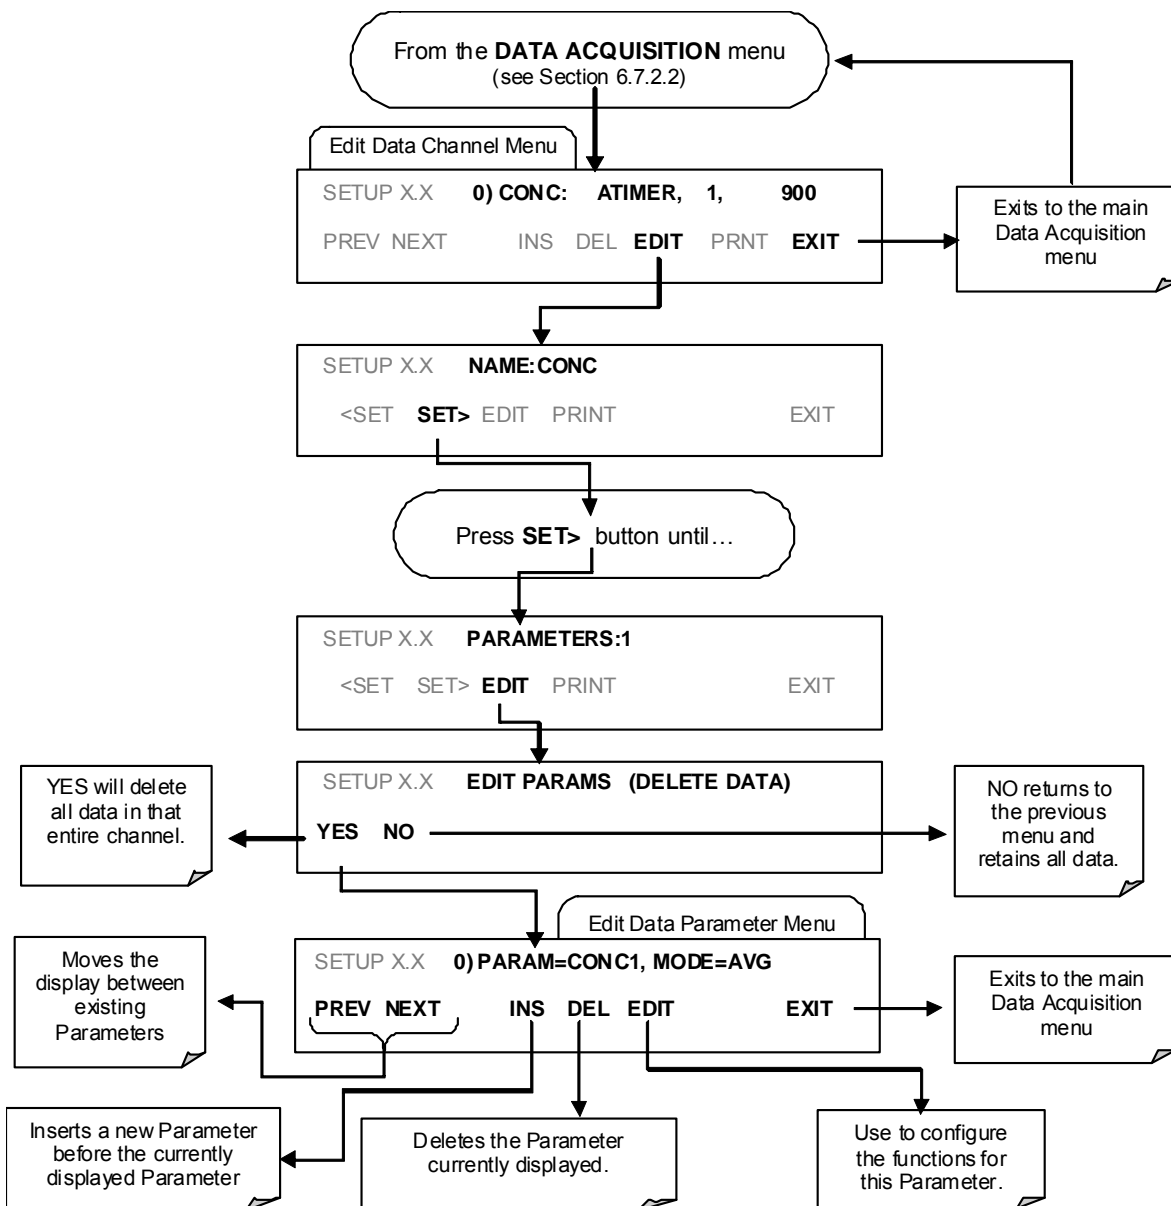 From the DATA ACQUISITION menu
(see Section 6.7.2.2)
Edit Data Channel Menu
SETUP X.X 0) CONC: ATIMER, 1, 900
PREV NEXT INS DEL EDIT PRNT EXIT
Exits to the main
Data Acquisition
menu
SETUP X.X NAME:CONC
<SET SET> EDIT PRINT EXIT
Press SET> button until…
SETUP X.X PARAMETERS:1
<SET SET> EDIT PRINT EXIT
YES will delete
all data in that
entire channel.
SETUP X.X EDIT PARAMS (DELETE DATA)
YES NO
NO returns to
the previous
menu and
retains all data.
Edit Data Parameter Menu
Moves the
display between
existing
Parameters
SETUP X.X 0) PARAM=CONC1, MODE=AVG
PREV NEXT INS DEL EDIT EXIT
Exits to the main
Data Acquisition
menu
Inserts a new Parameter
before the currently
displayed Parameter
Deletes the Parameter
currently displayed.
Use to configure
the functions for
this Parameter.